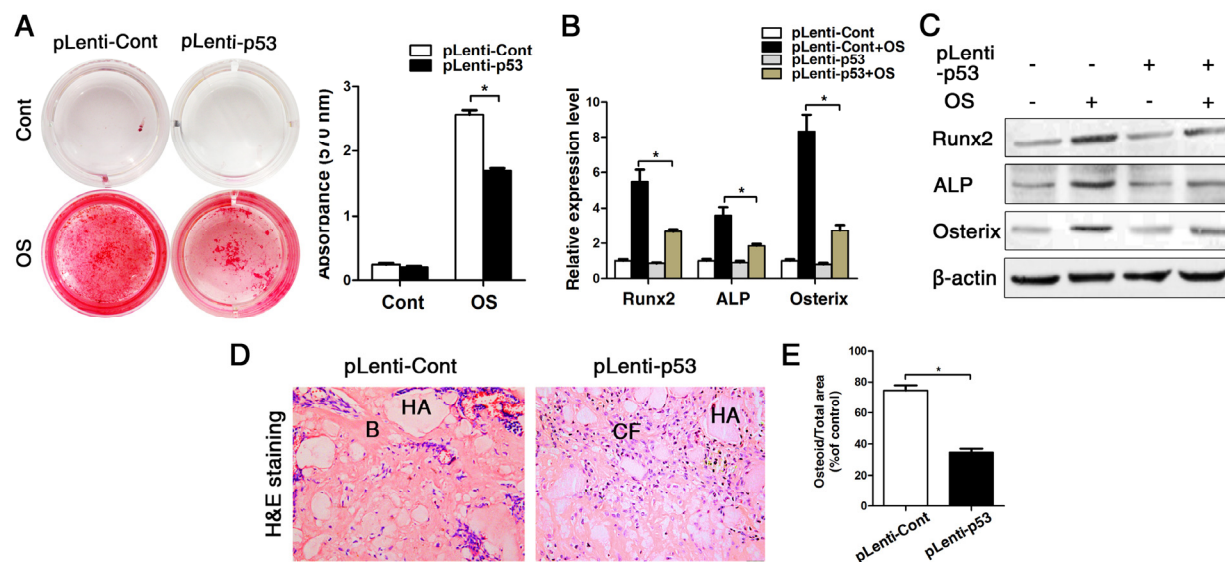 A
pLenti-Cont
pLenti-p53
Cont
OS
pLenti-Cont
pLenti-p53
Absorbance (570 nm)
3
2
1
0
*
Cont
OS
B
pLenti-Cont
pLenti-Cont+OS
pLenti-p53
pLenti-p53+OS
Relative expression level
10
8
6
4
2
0
*
*
*
Runx2
ALP
Osterix
C
pLenti
-p53
- - + +
OS
- + - +
Runx2
ALP
Osterix
β-actin
D
pLenti-Cont
pLenti-p53
H&E staining
HA
B
HA
CF
E
Osteoid/Total area
(%of control)
100
80
60
40
20
0
*
pLenti-Cont
pLenti-p53